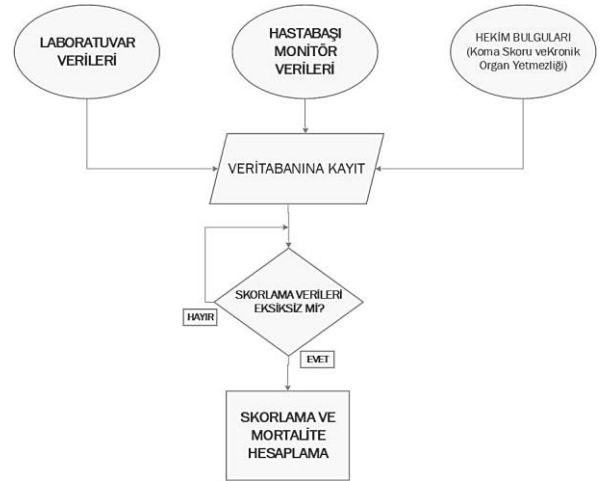 LABORATUVAR
VERİLERİ
HASTABAŞI
MONİTÖR
VERİLERİ
HEKİM BULGULARI
(Koma Skoru veKronik
Organ Yetmezliği)
VERİTABANINA KAYIT
SKORLAMA VERİLERİ
EKSİKSİZ Mİ?
HAYIR
EVET
SKORLAMA VE
MORTALİTE
HESAPLAMA